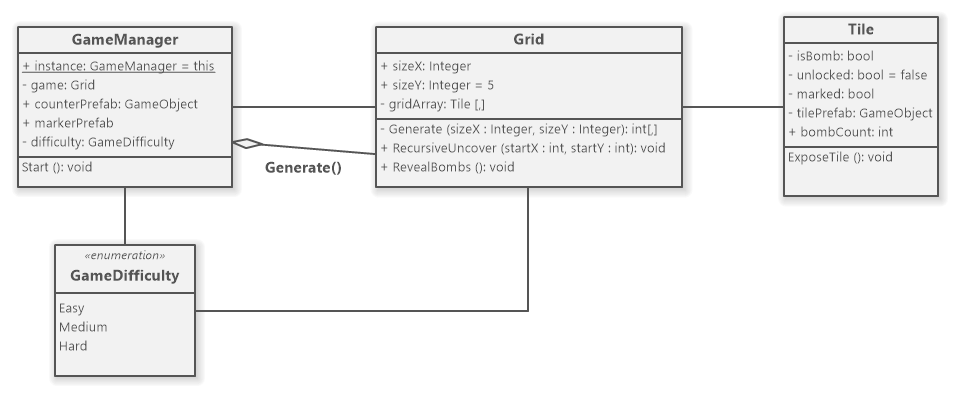 GameManager
+ instance: GameManager = this
- game: Grid
+ counterPrefab: GameObject
+ markerPrefab
- difficulty: GameDifficulty
Start (): void
Grid
+ sizeX: Integer
+ sizeY: Integer = 5
- gridArray: Tile [,]
- Generate (sizeX : Integer, sizeY : Integer): int[,]
+ RecursiveUncover (startX : int, startY : int): void
+ RevealBombs (): void
Tile
- isBomb: bool
- unlocked: bool = false
- marked: bool
- tilePrefab: GameObject
+ bombCount: int
ExposeTile (): void
Generate()
«enumeration»
GameDifficulty
Easy
Medium
Hard